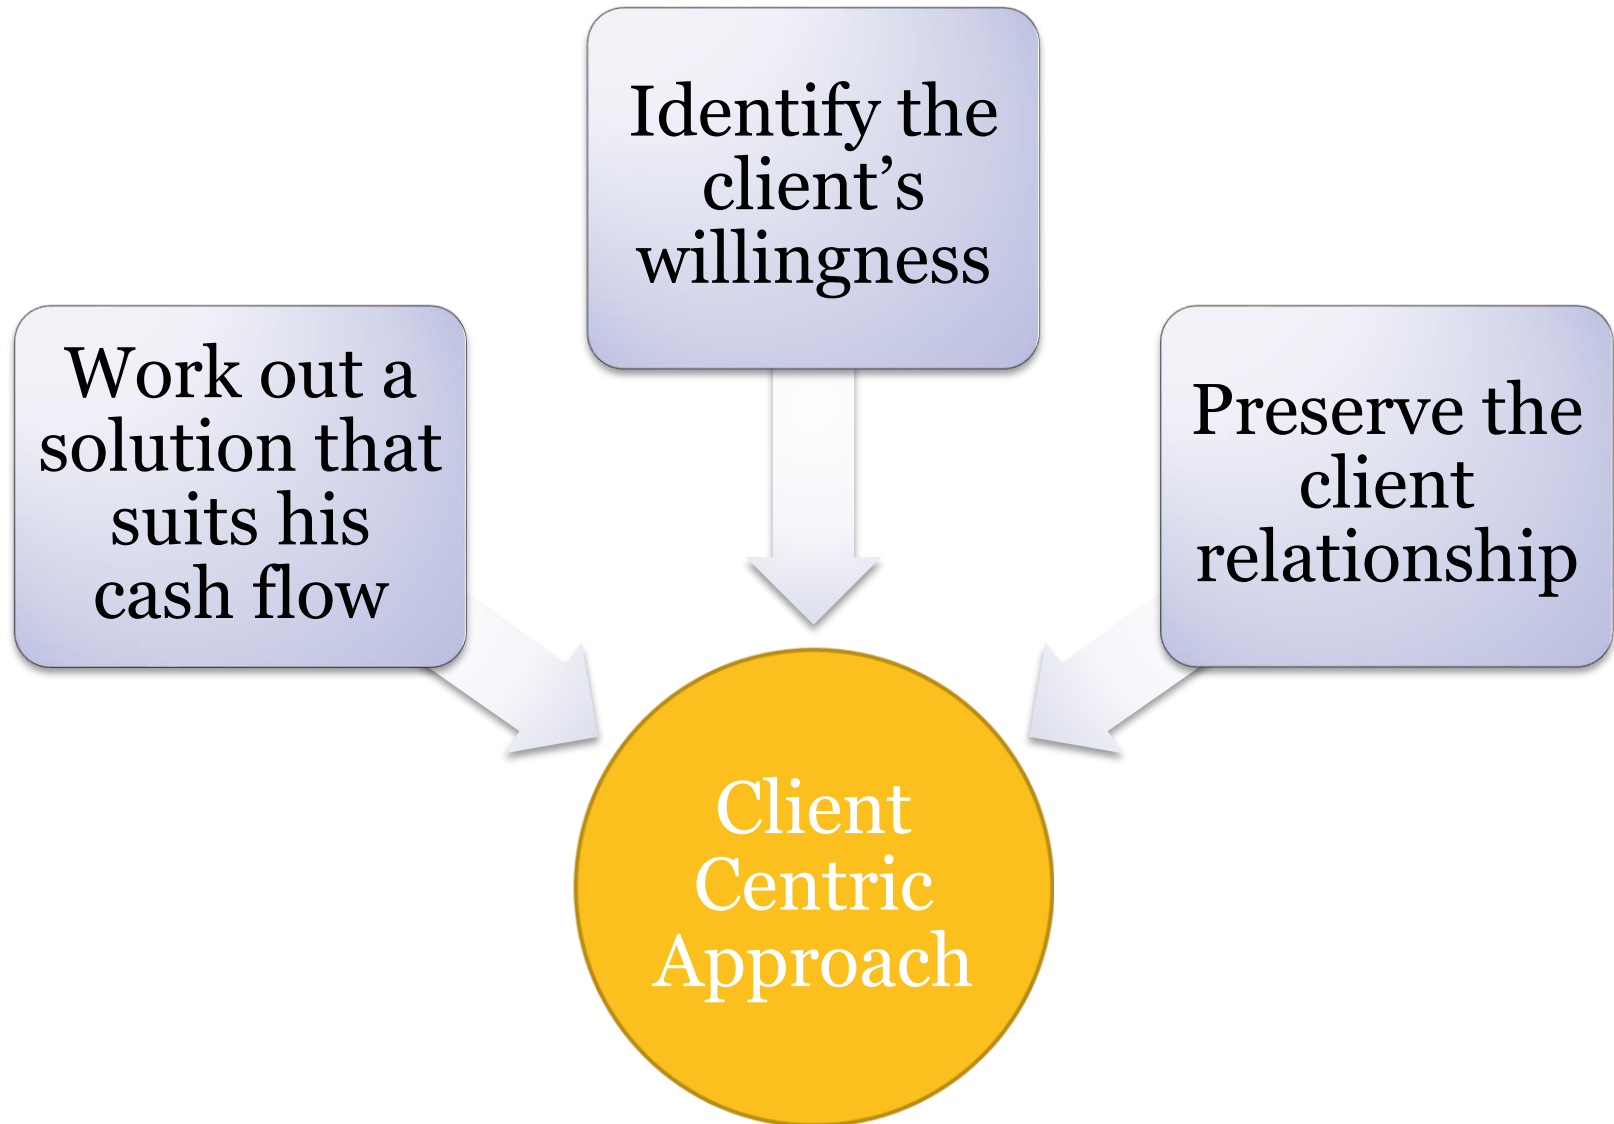 Identify the
client’s
willingness
Work out a
solution that
suits his
cash flow
Preserve the
client
relationship
Client
Centric
Approach